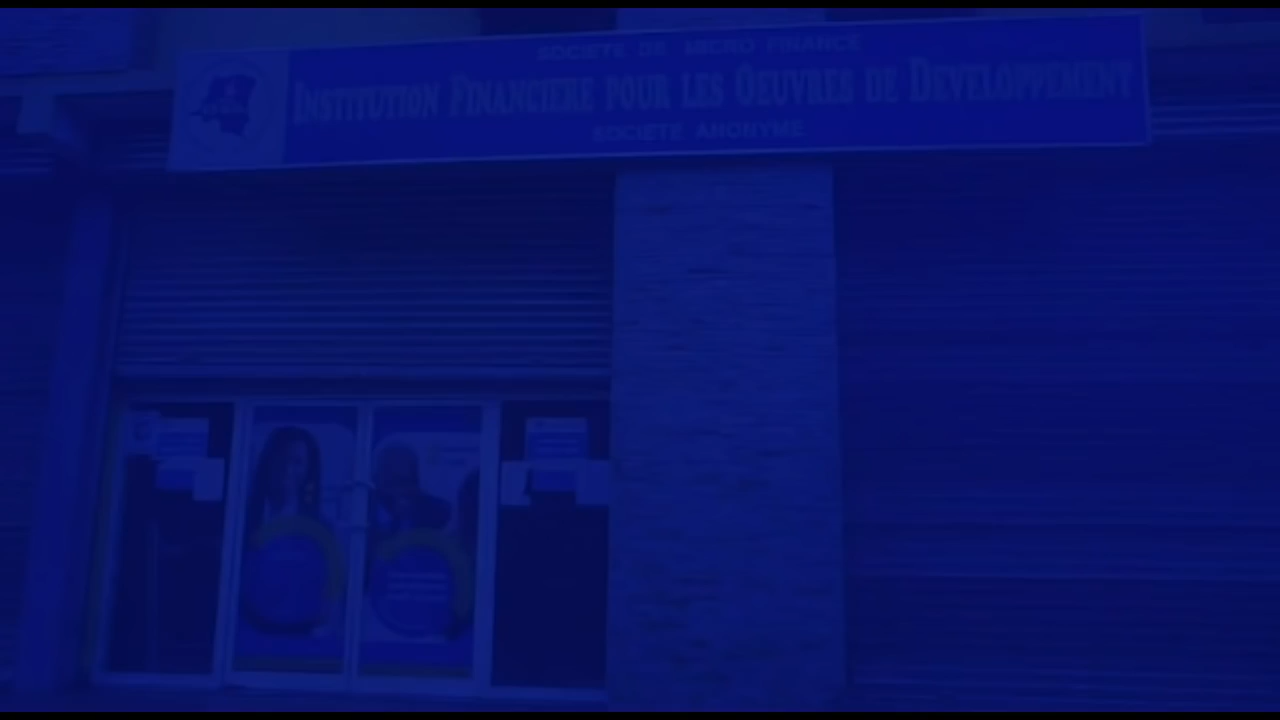 SOCIETE DE MICRO FINANCE
INSTITUTION FINANCIERE POUR LES OEUVRES DE DEVELOPPEMENT
SOCIETE ANONYME